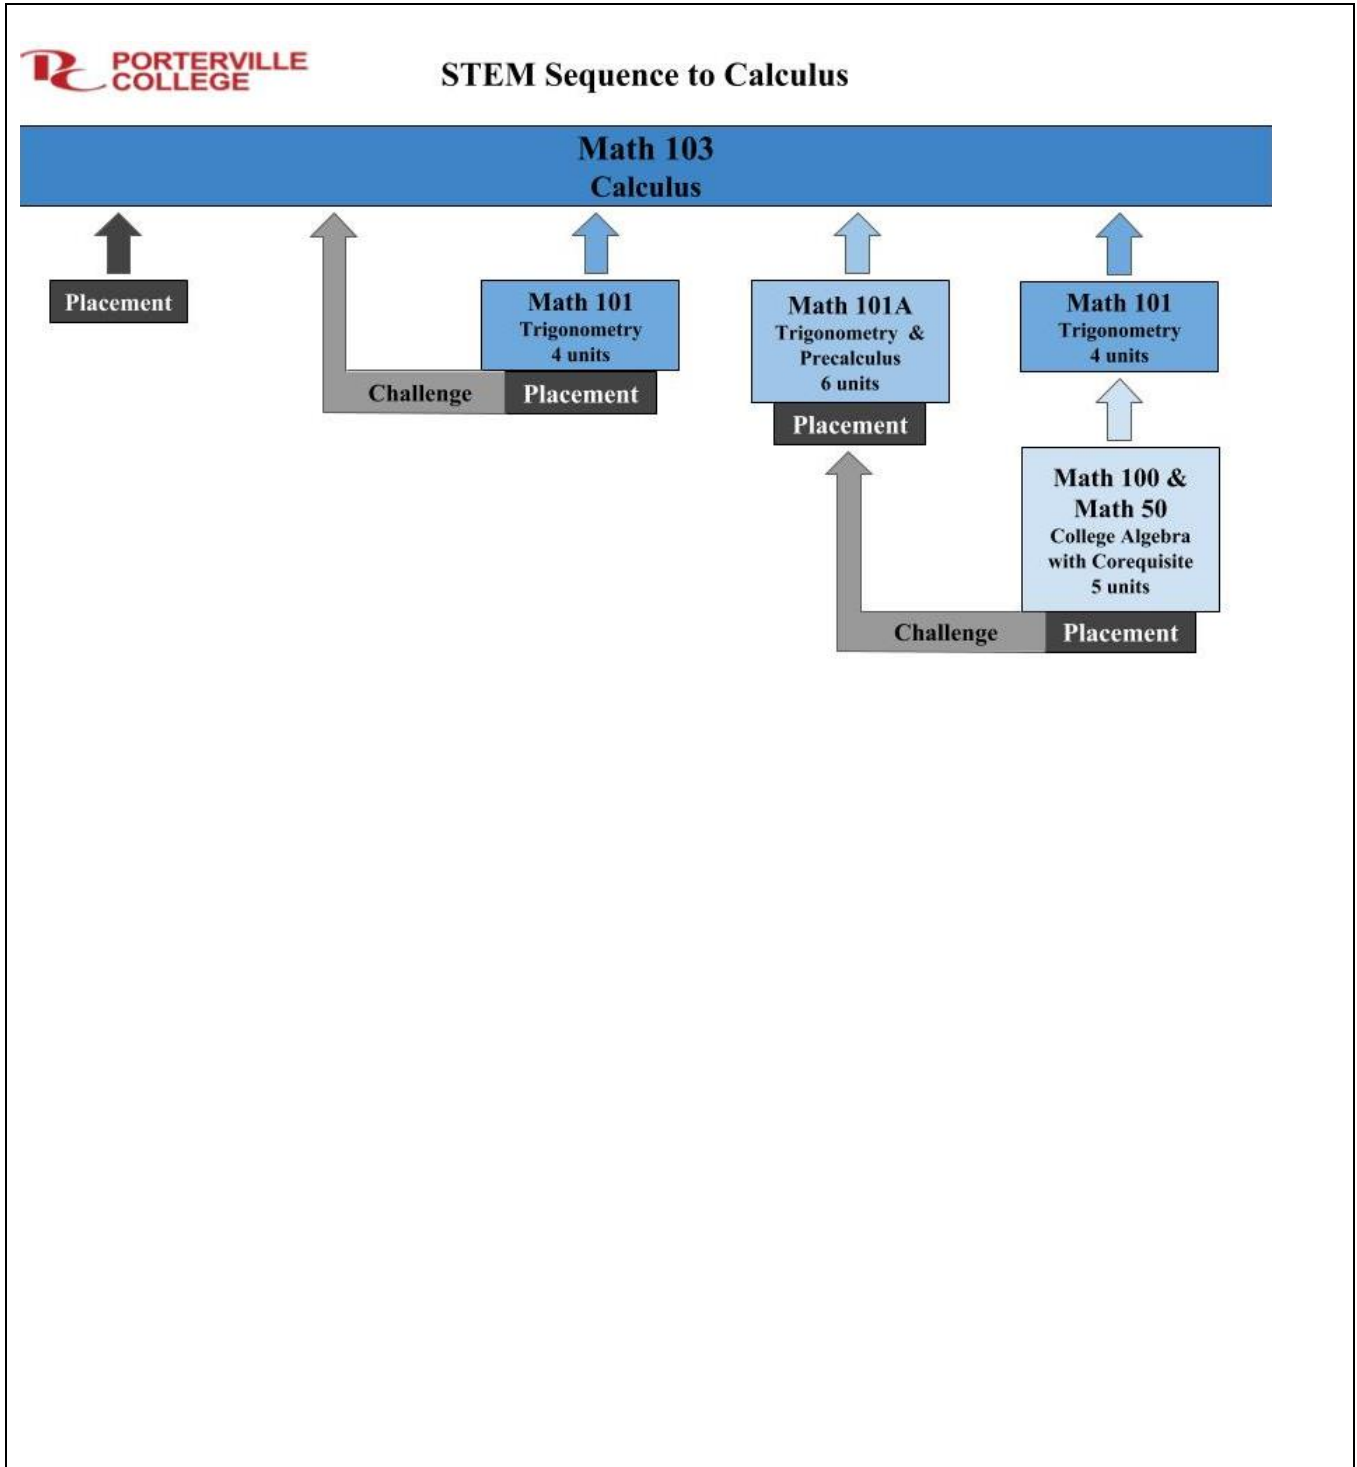 PORTERVILLE
COLLEGE
STEM Sequence to Calculus
Math 103
Calculus
Placement
Math 101
Trigonometry
4 units
Challenge
Placement
Math 101A
Trigonometry &
Precalculus
6 units
Placement
Math 101
Trigonometry
4 units
Math 100 &
Math 50
College Algebra
with Corequisite
5 units
Challenge
Placement